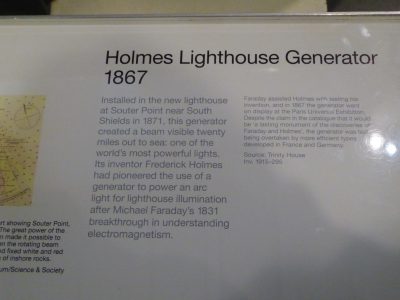 Holmes Lighthouse Generator
1867
Installed in the new lighthouse
at Souter Point near South
Shields in 1871, this generator
created a beam visible twenty
miles out to sea: one of the
world's most powerful lights.
Its inventor Frederick Holmes
had pioneered the use of a
generator to power an arc
light for lighthouse illumination
after Michael Faraday's 1831
breakthrough in understanding
electromagnetism.
Faraday assisted Holmes with testing his
invention, and in 1867 the generator went
on display at the Paris Universal Exhibition.
Despite the claim in the catalogue that it would
be 'a lasting monument of the discoveries of
Faraday and Holmes', the generator was
being overtaken by more efficient types
developed in France and Germany.
Source: Trinity House
Inv. 1915-295
art showing Souter Point,
The great power of the
n made it possible to
en the rotating beam
d fixed white and red
of inshore rocks.
um/Science & Society